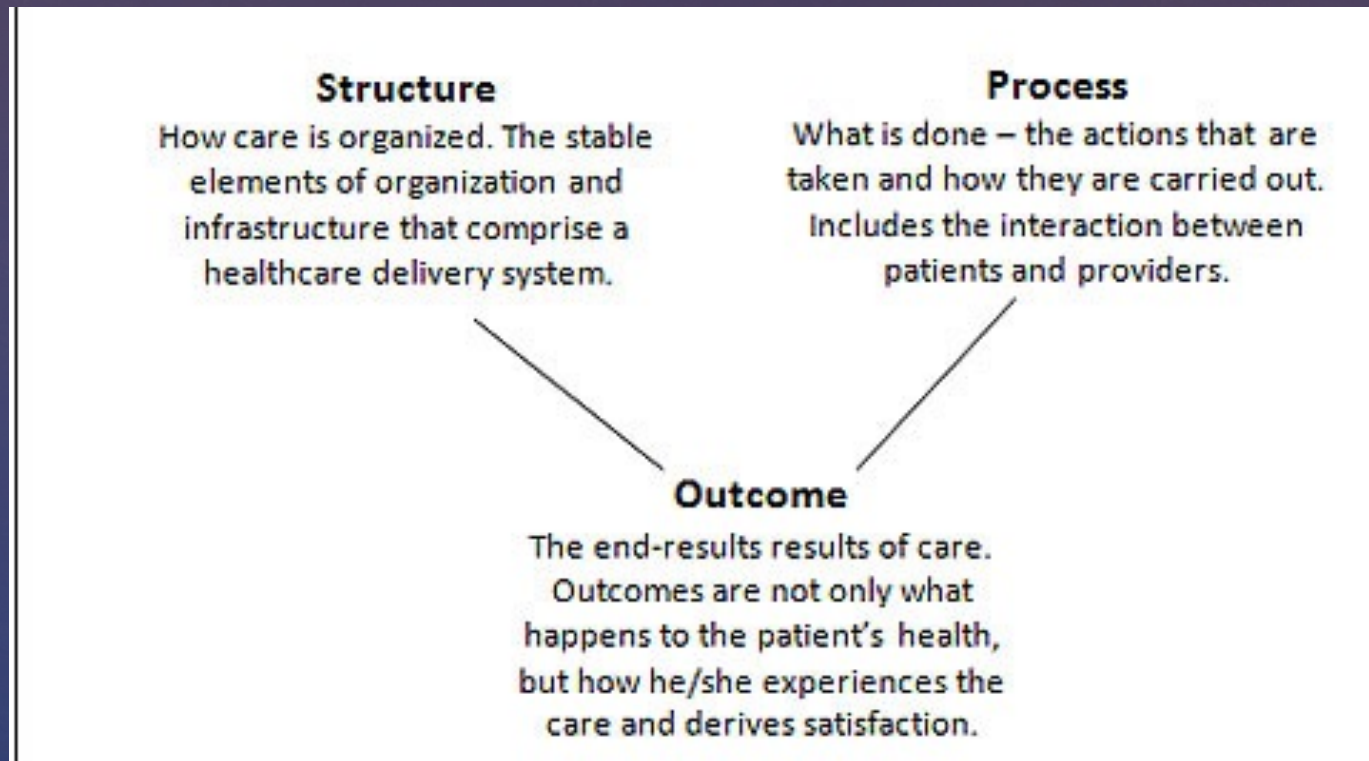 Structure
How care is organized. The stable
elements of organization and
infrastructure that comprise a
healthcare delivery system.
Process
What is done – the actions that are
taken and how they are carried out.
Includes the interaction between
patients and providers.
Outcome
The end-results results of care.
Outcomes are not only what
happens to the patient's health,
but how he/she experiences the
care and derives satisfaction.